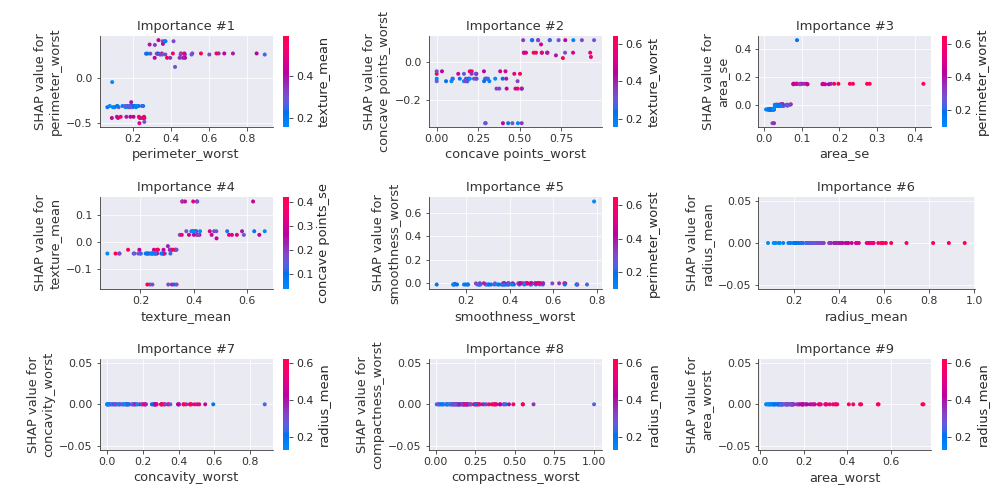 Importance #1
SHAP value for
perimeter_worst
0.0
−0.5
0.2
0.4
0.6
0.8
perimeter_worst
0.4
0.2
texture_mean
Importance #2
SHAP value for
concave points_worst
0.0
−0.2
0.00
0.25
0.50
0.75
concave points_worst
0.6
0.4
0.2
texture_worst
Importance #3
SHAP value for
area_se
0.4
0.2
0.0
0.0
0.1
0.2
0.3
0.4
area_se
0.6
0.4
0.2
perimeter_worst
Importance #4
SHAP value for
texture_mean
0.1
0.0
−0.1
0.2
0.4
0.6
texture_mean
0.4
0.3
0.2
0.1
concave points_se
Importance #5
SHAP value for
smoothness_worst
0.6
0.4
0.2
0.0
0.2
0.4
0.6
0.8
smoothness_worst
0.6
0.4
0.2
perimeter_worst
Importance #6
SHAP value for
radius_mean
0.05
0.00
−0.05
0.2
0.4
0.6
0.8
1.0
radius_mean
Importance #7
SHAP value for
concavity_worst
0.05
0.00
−0.05
0.0
0.2
0.4
0.6
0.8
concavity_worst
0.6
0.4
0.2
radius_mean
Importance #8
SHAP value for
compactness_worst
0.05
0.00
−0.05
0.00
0.25
0.50
0.75
1.00
compactness_worst
0.6
0.4
0.2
radius_mean
Importance #9
SHAP value for
area_worst
0.05
0.00
−0.05
0.0
0.2
0.4
0.6
area_worst
0.6
0.4
0.2
radius_mean